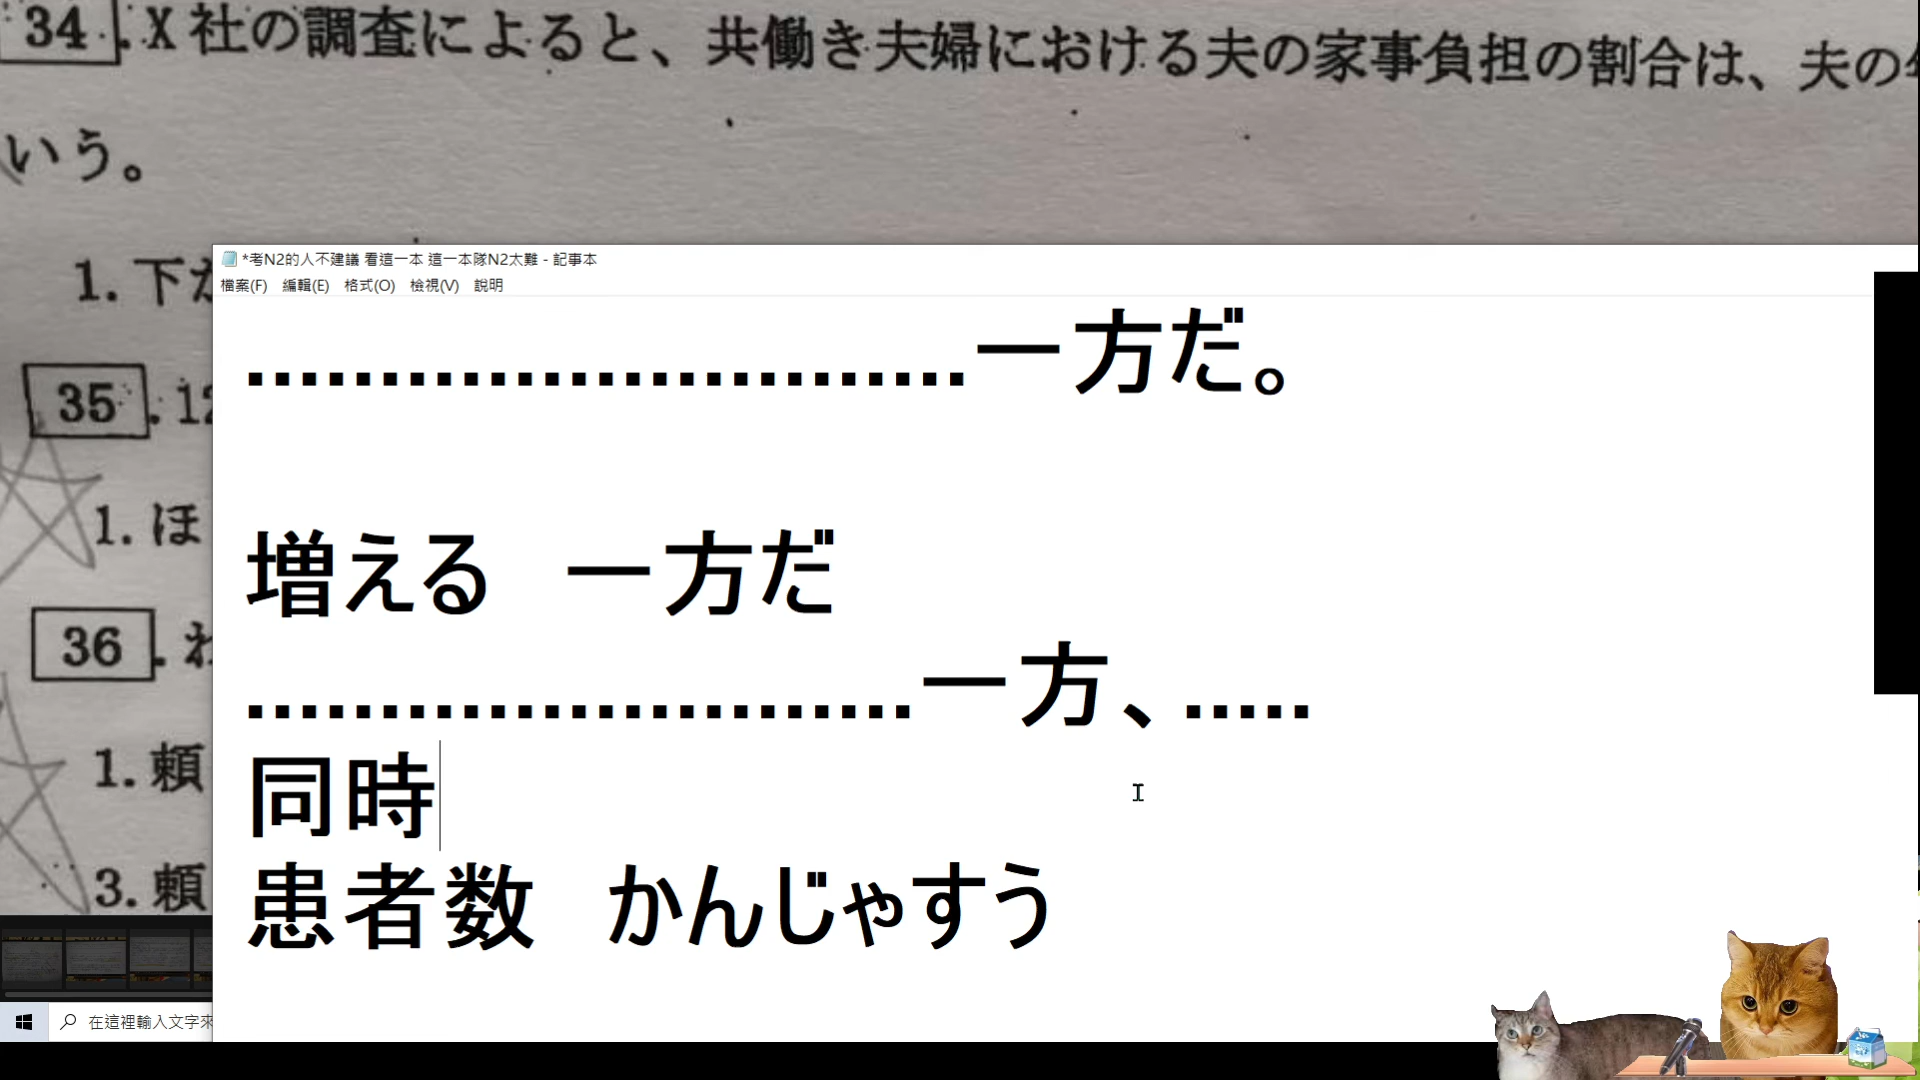 34.X社の調査によると、共働き夫婦における夫の家事負担の割合は、夫の
いう。
1.下が
*考N2的人不建議 看這一本 這一本隊N2太難 - 記事本
檔案(F) 編輯(E) 格式(O) 檢視(V) 說明
...........................一方だ。
35.12
増える　一方だ
1.ほ
36.わ
.........................一方、.....
1.頼
同時
3.頼
患者数　かんじゃすう
在這裡輸入文字來